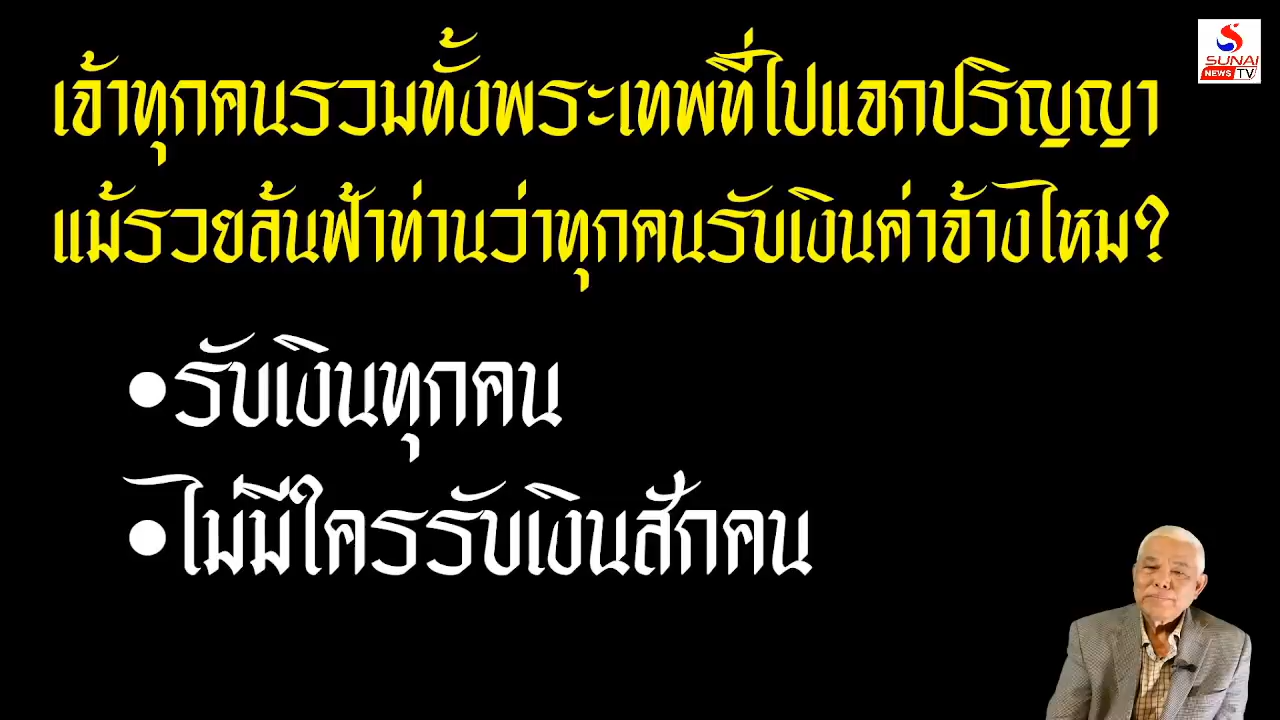 SUNAI
NEWS TV
เจ้าทุกคนรวมทั้งพระเทพที่ไปแจกปริญญา
แม้รวยล้นฟ้าท่านว่าทุกคนรับเงินค่าจ้างไหม?
•รับเงินทุกคน
•ไม่มีใครรับเงินสักคน